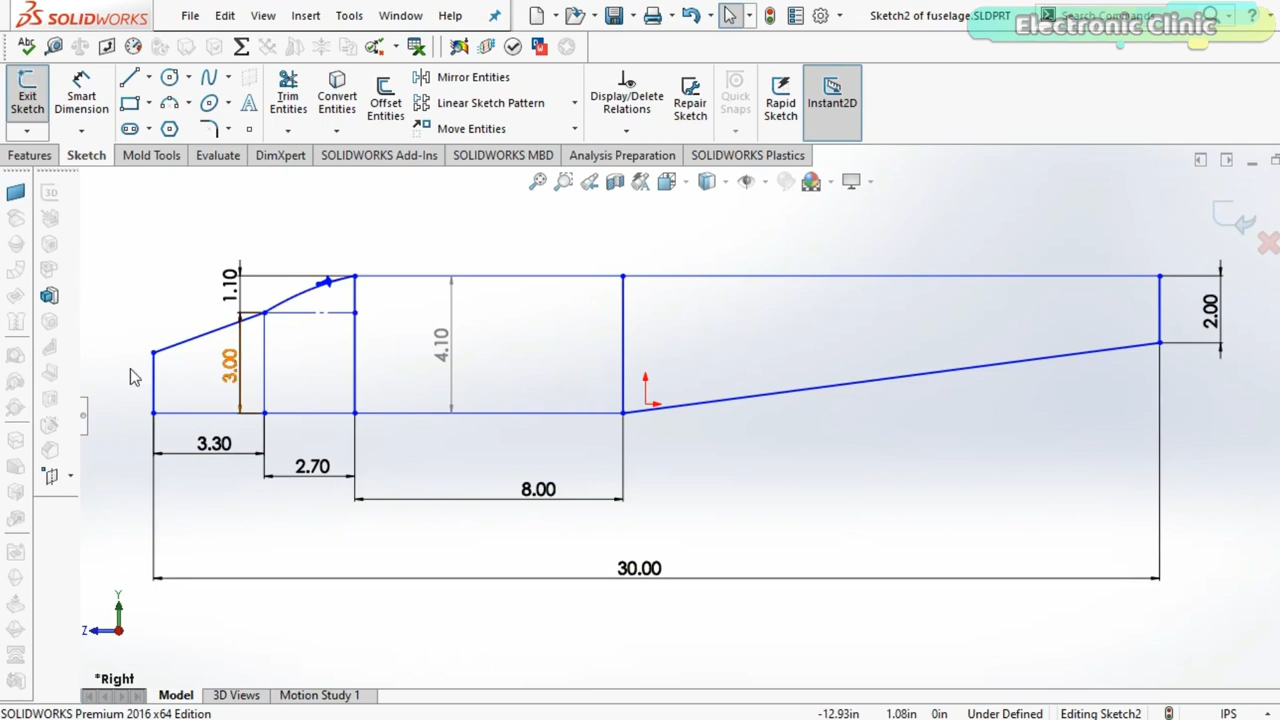 SOLIDWORKS File Edit View Insert Tools Window Help Sketch2 of fuselage.SLDPRT Search Commands ?
Electronic Clinic
Abc
Exit Sketch
Smart Dimension
Trim Entities
Convert Entities
Offset Entities
Mirror Entities
Linear Sketch Pattern
Move Entities
Display/Delete Relations
Repair Sketch
Quick Snaps
Rapid Sketch
Instant2D
Features Sketch Mold Tools Evaluate DimXpert SOLIDWORKS Add-Ins SOLIDWORKS MBD Analysis Preparation SOLIDWORKS Plastics
3D
1.10
2.00
4.10
3.00
3.30
2.70
8.00
30.00
Y
Z
*Right
Model 3D Views Motion Study 1
SOLIDWORKS Premium 2016 x64 Edition -12.93in 1.08in 0in Under Defined Editing Sketch2 IPS